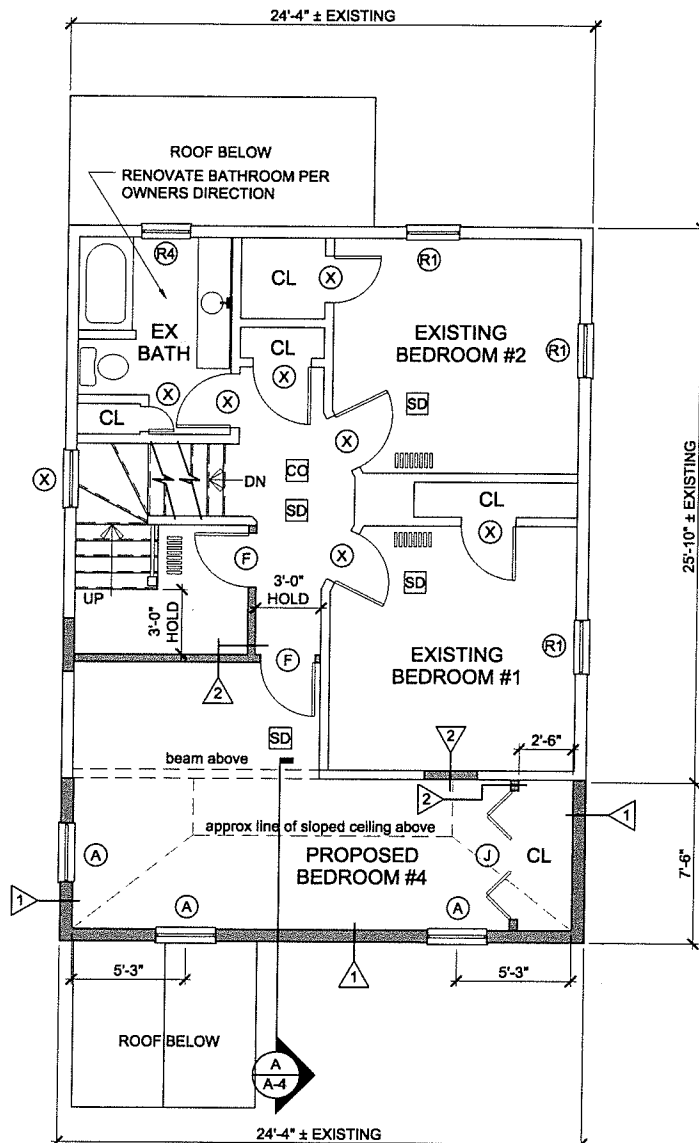 24'-4" ± EXISTING
ROOF BELOW
RENOVATE BATHROOM PER
OWNERS DIRECTION
R4
R1
CL
X
EX
BATH
CL
X
EXISTING
BEDROOM #2
R1
X
X
SD
CL
X
X
DN
CO
SD
CL
X
25'-10" ± EXISTING
F
X
SD
UP
3'-0"
HOLD
3'-0"
HOLD
F
EXISTING
BEDROOM #1
R1
2
SD
2
2'-6"
beam above
2
approx line of sloped ceiling above
1
A
PROPOSED
BEDROOM #4
J
CL
7'-6"
1
A
A
5'-3"
1
5'-3"
ROOF BELOW
A
A-4
24'-4" ± EXISTING